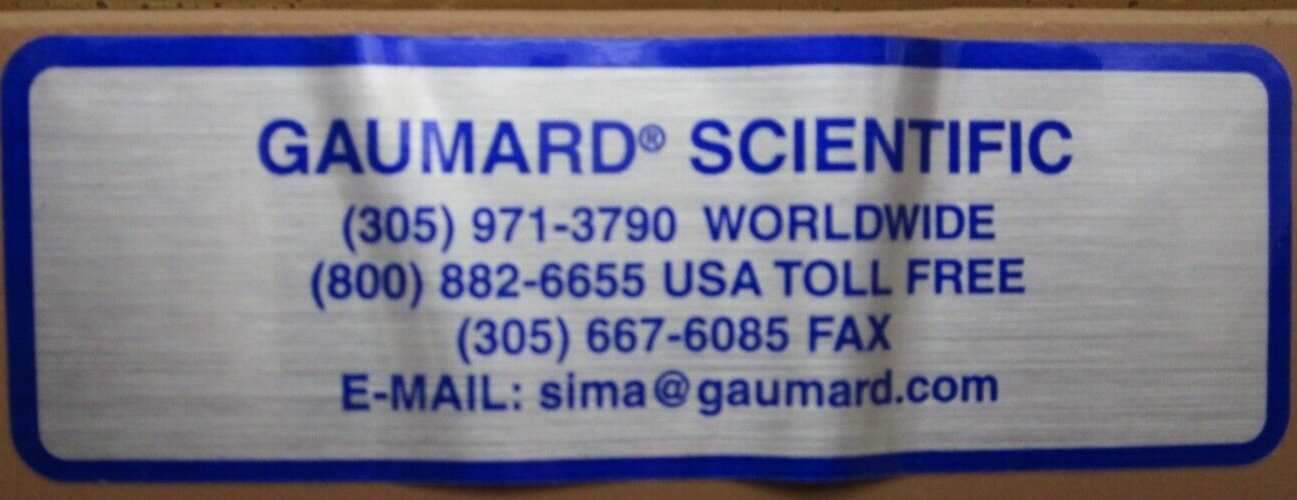 GAUMARD® SCIENTIFIC
(305) 971-3790 WORLDWIDE
(800) 882-6655 USA TOLL FREE
(305) 667-6085 FAX
E-MAIL: sima@gaumard.com